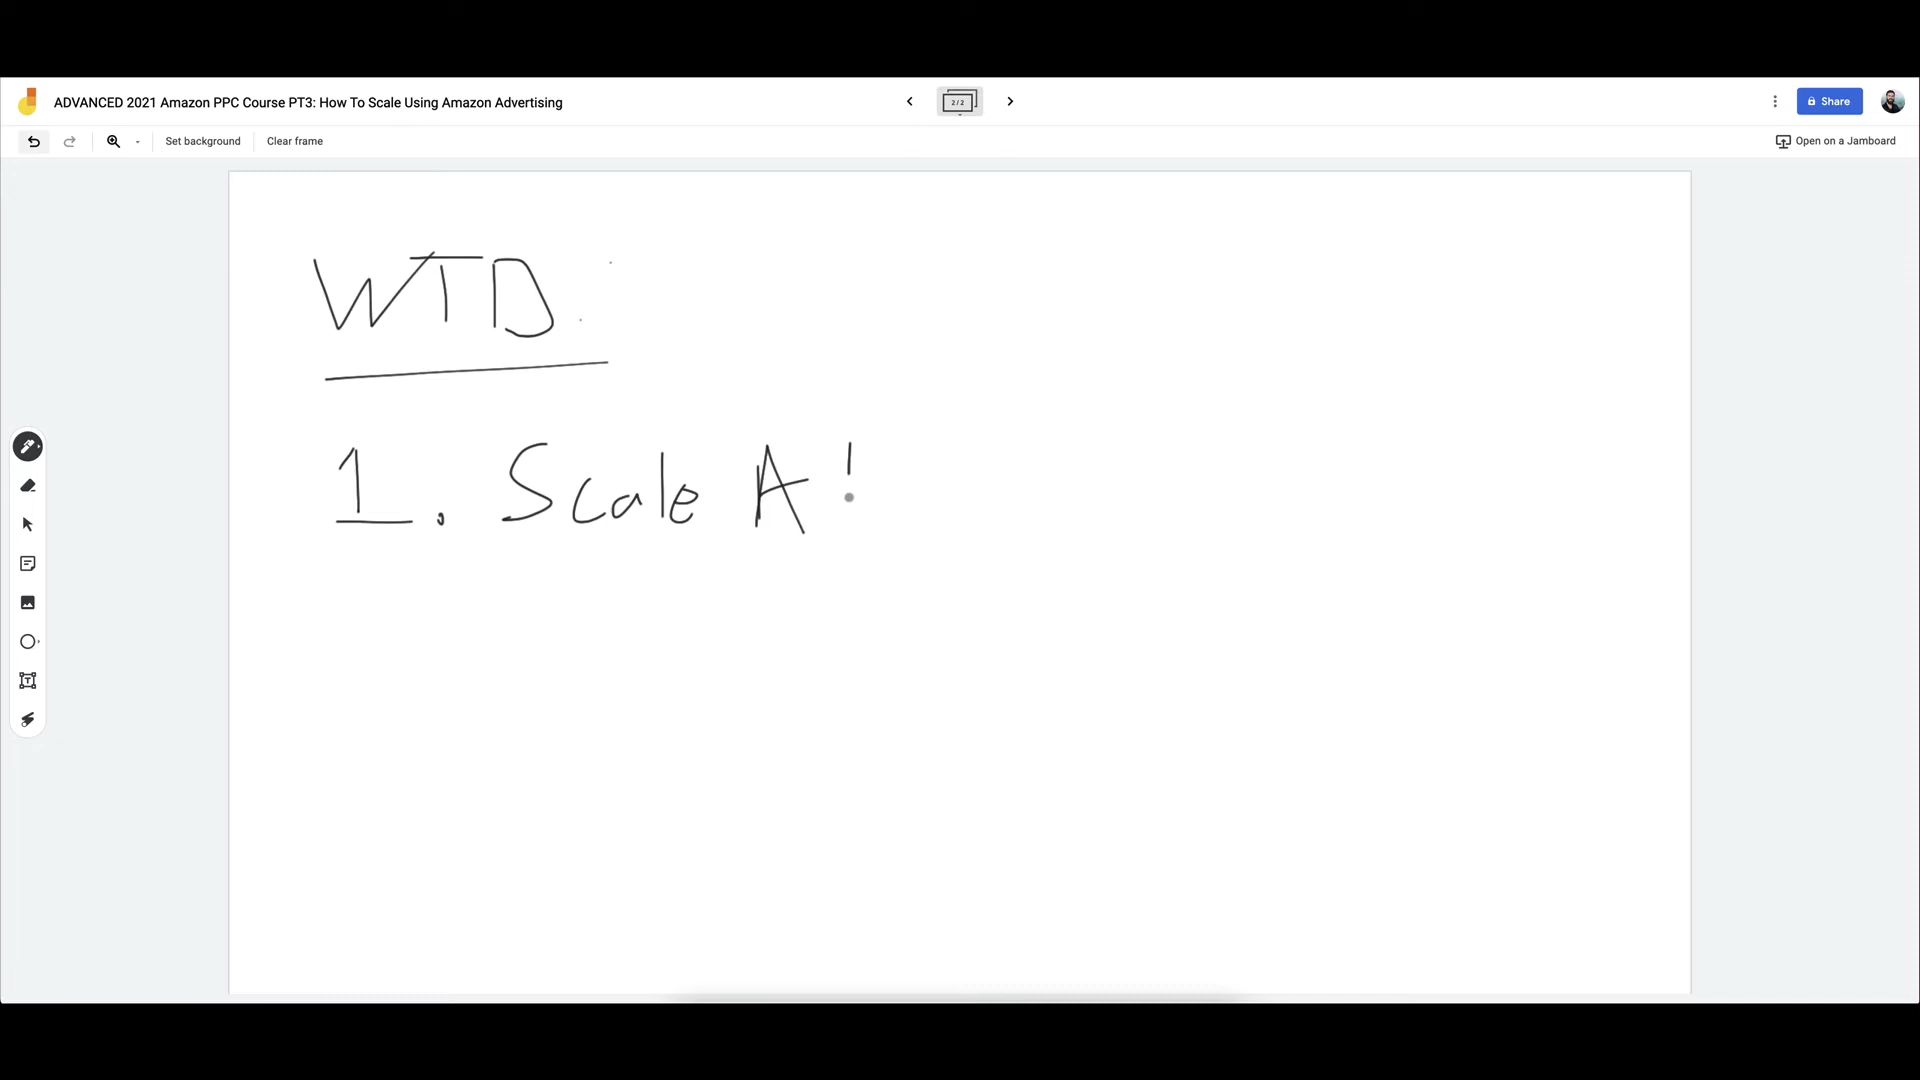 ADVANCED 2021 Amazon PPC Course PT3: How To Scale Using Amazon Advertising
2/2
Share
Set background
Clear frame
Open on a Jamboard
WTD
1. Scale A !